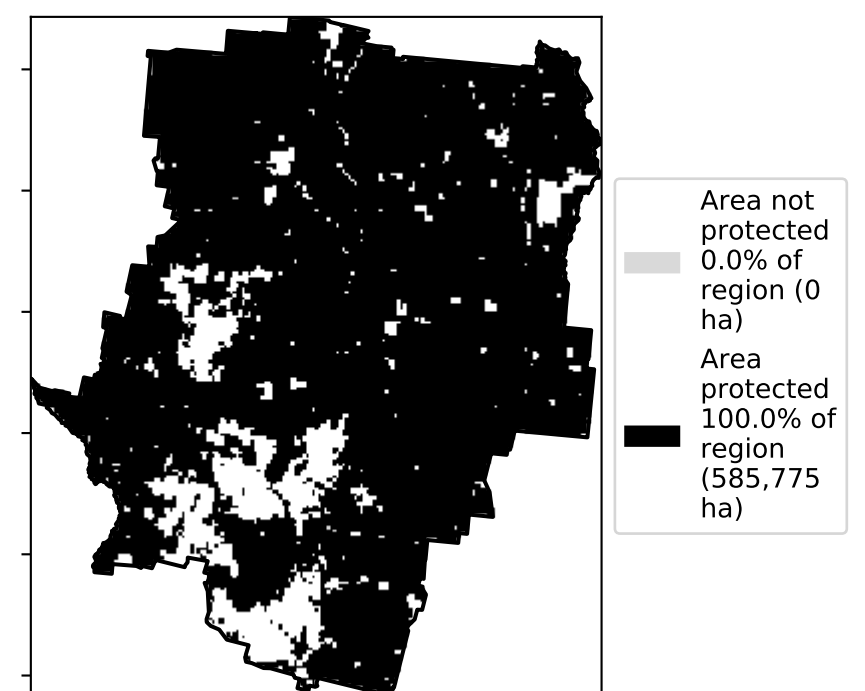 Area not
protected
0.0% of
region (0
ha)
Area
protected
100.0% of
region
(585,775
ha)